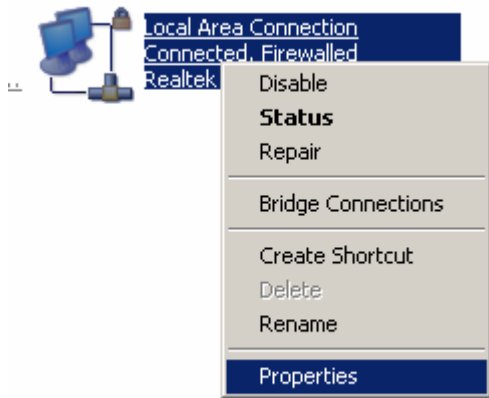 Local Area Connection
Connected, Firewalled
Realtek
Disable
Status
Repair
Bridge Connections
Create Shortcut
Delete
Rename
Properties